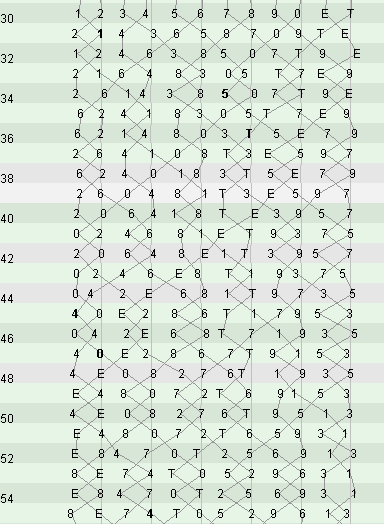 30 1 2 3 4 5 6 7 8 9 0 E T
2 1 4 3 6 5 8 7 0 9 T E
32 1 2 4 6 3 8 5 0 7 T 9 E
2 1 6 4 8 3 0 5 T 7 E 9
34 2 6 1 4 3 8 5 0 7 T 9 E
6 2 4 1 8 3 0 5 T 7 E 9
36 6 2 1 4 8 0 3 T 5 E 7 9
2 6 4 1 0 8 T 3 E 5 9 7
38 6 2 4 0 1 8 3 T 5 E 7 9
2 6 0 4 8 1 T 3 E 5 9 7
40 2 0 6 4 1 8 T E 3 9 5 7
0 2 4 6 8 1 E T 9 3 7 5
42 2 0 6 4 8 E 1 T 3 9 5 7
0 2 4 6 E 8 T 1 9 3 7 5
44 0 4 2 E 6 8 1 T 9 7 3 5
4 0 E 2 8 6 T 1 7 9 5 3
46 0 4 2 E 6 8 T 7 1 9 3 5
4 0 E 2 8 6 7 T 9 1 5 3
48 4 E 0 8 2 7 6 T 1 9 3 5
E 4 8 0 7 2 T 6 9 1 5 3
50 4 E 0 8 2 7 6 T 9 5 1 3
E 4 8 0 7 2 T 6 5 9 3 1
52 E 8 4 7 0 T 2 5 6 9 1 3
8 E 7 4 T 0 5 2 9 6 3 1
54 E 8 4 7 0 T 2 5 6 9 3 1
8 E 7 4 T 0 5 2 9 6 1 3